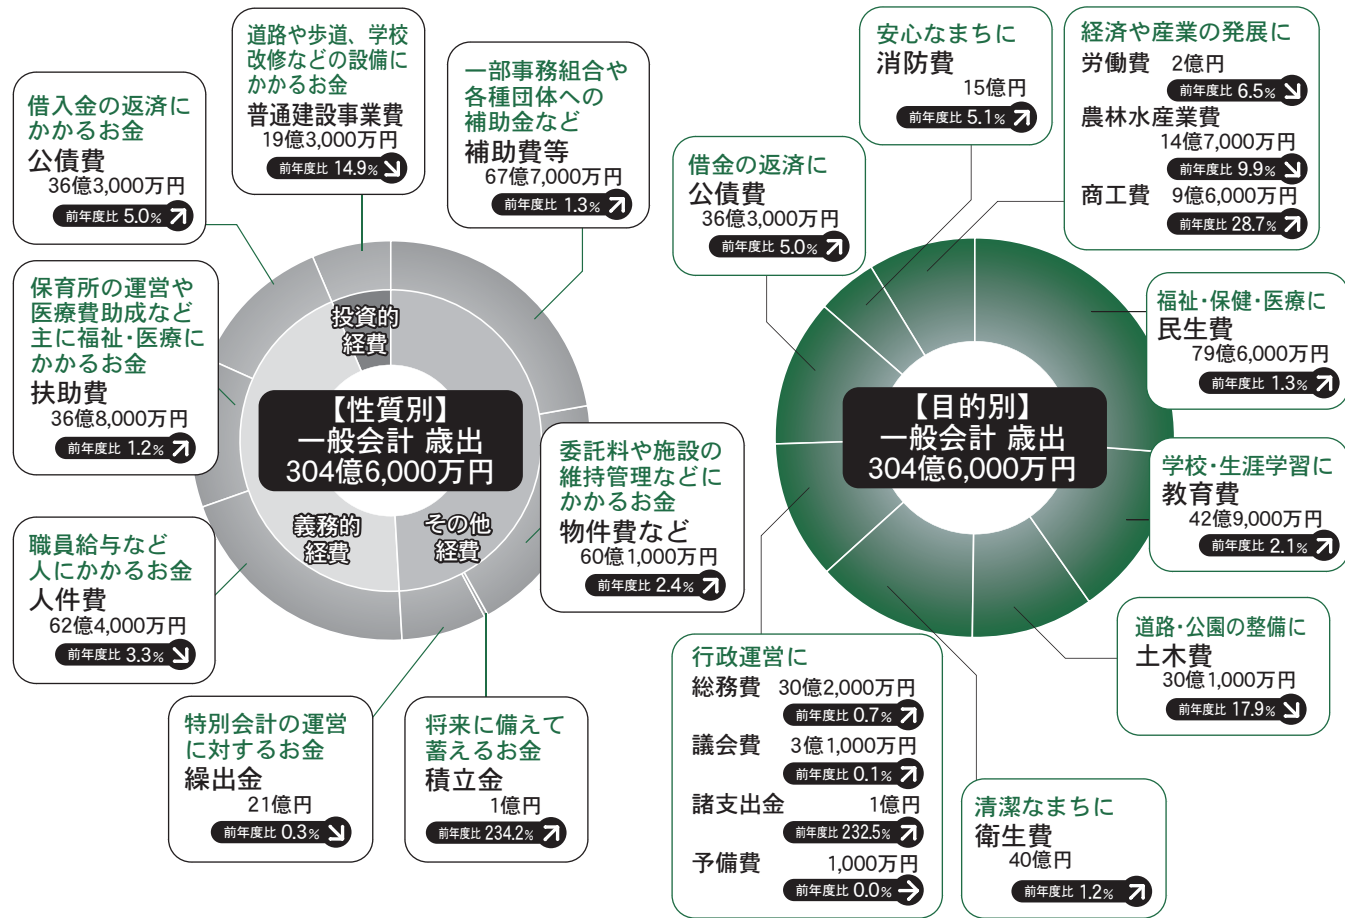 借入金の返済に
かかるお金
公債費
36億3,000万円
前年度比 5.0%
道路や歩道、学校
改修などの設備に
かかるお金
普通建設事業費
19億3,000万円
前年度比 14.9%
一部事務組合や
各種団体への
補助金など
補助費等
67億7,000万円
前年度比 1.3%
保育所の運営や
医療費助成など
主に福祉・医療に
かかるお金
扶助費
36億8,000万円
前年度比 1.2%
職員給与など
人にかかるお金
人件費
62億4,000万円
前年度比 3.3%
投資的
経費
【性質別】
一般会計 歳出
304億6,000万円
義務的
経費
その他
経費
委託料や施設の
維持管理などに
かかるお金
物件費など
60億1,000万円
前年度比 2.4%
特別会計の運営
に対するお金
繰出金
21億円
前年度比 0.3%
将来に備えて
蓄えるお金
積立金
1億円
前年度比 234.2%
安心なまちに
消防費
15億円
前年度比 5.1%
借金の返済に
公債費
36億3,000万円
前年度比 5.0%
経済や産業の発展に
労働費 2億円
前年度比 6.5%
農林水産業費
14億7,000万円
前年度比 9.9%
商工費 9億6,000万円
前年度比 28.7%
福祉・保健・医療に
民生費
79億6,000万円
前年度比 1.3%
【目的別】
一般会計 歳出
304億6,000万円
学校・生涯学習に
教育費
42億9,000万円
前年度比 2.1%
道路・公園の整備に
土木費
30億1,000万円
前年度比 17.9%
行政運営に
総務費 30億2,000万円
前年度比 0.7%
議会費 3億1,000万円
前年度比 0.1%
諸支出金 1億円
前年度比 232.5%
予備費 1,000万円
前年度比 0.0%
清潔なまちに
衛生費
40億円
前年度比 1.2%